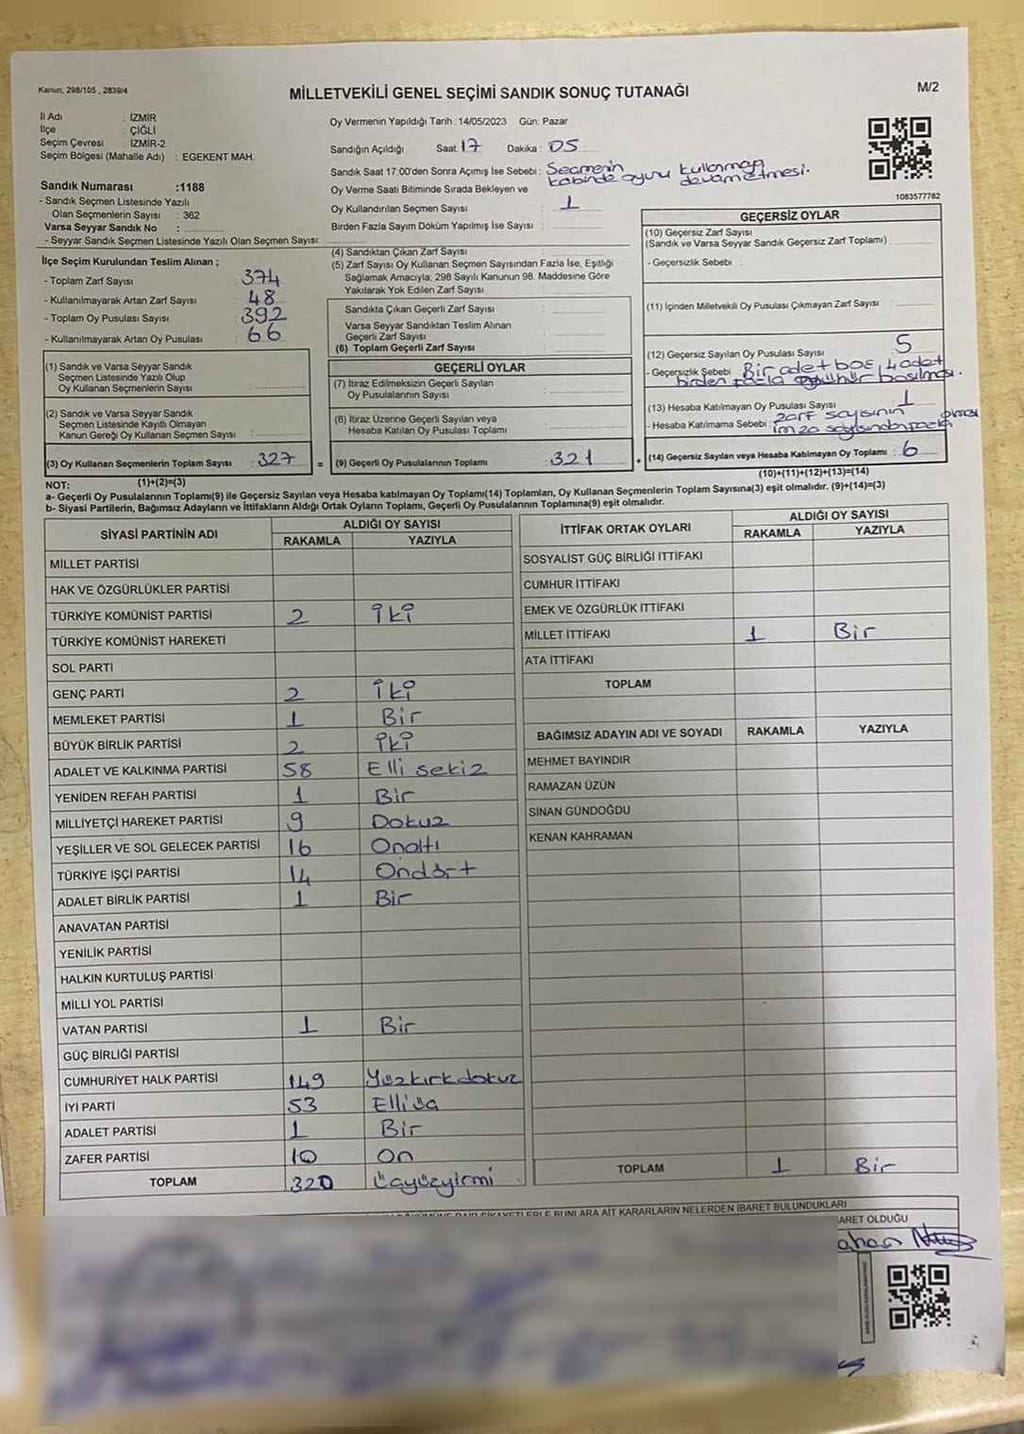 Kanun: 298/105 , 2839/4
MİLLETVEKİLİ GENEL SEÇİMİ SANDIK SONUÇ TUTANAĞI
M/2
İl Adı : İZMİR
İlçe : ÇİĞLİ
Seçim Çevresi : İZMİR-2
Seçim Bölgesi (Mahalle Adı) : EGEKENT MAH.
Sandık Numarası :1188
- Sandık Seçmen Listesinde Yazılı
Olan Seçmenlerin Sayısı : 362
Varsa Seyyar Sandık No :
- Seyyar Sandık Seçmen Listesinde Yazılı Olan Seçmen Sayısı:
İlçe Seçim Kurulundan Teslim Alınan ;
- Toplam Zarf Sayısı : 374
- Kullanılmayarak Artan Zarf Sayısı : 48
- Toplam Oy Pusulası Sayısı : 392
- Kullanılmayarak Artan Oy Pusulası : 66
(1) Sandık ve Varsa Seyyar Sandık
Seçmen Listesinde Yazılı Olup
Oy Kullanan Seçmenlerin Sayısı :
(2) Sandık ve Varsa Seyyar Sandık
Seçmen Listesinde Kayıtlı Olmayan
Kanun Gereği Oy Kullanan Seçmen Sayısı :
(3) Oy Kullanan Seçmenlerin Toplam Sayısı : 327
Oy Vermenin Yapıldığı Tarih :14/05/2023 Gün: Pazar
Sandığın Açıldığı Saat: 17 Dakika : 05
Sandık Saat 17:00'den Sonra Açımış İse Sebebi : Seçmenin kabinde oyunu kullanmaya devam etmesi.
Oy Verme Saati Bitiminde Sırada Bekleyen ve
Oy Kullandırılan Seçmen Sayısı : 1
Birden Fazla Sayım Döküm Yapılmış İse Sayısı :
(4) Sandıktan Çıkan Zarf Sayısı :
(5) Zarf Sayısı Oy Kullanan Seçmen Sayısından Fazla İse, Eşitliği
Sağlamak Amacıyla; 298 Sayılı Kanunun 98. Maddesine Göre
Yakılarak Yok Edilen Zarf Sayısı :
Sandıkta Çıkan Geçerli Zarf Sayısı :
Varsa Seyyar Sandıktan Teslim Alınan
Geçerli Zarf Sayısı :
(6) Toplam Geçerli Zarf Sayısı :
GEÇERLİ OYLAR
(7) İtiraz Edilmeksizin Geçerli Sayılan
Oy Pusulalarının Sayısı :
(8) İtiraz Üzerine Geçerli Sayılan veya
Hesaba Katılan Oy Pusulası Toplamı :
= (9) Geçerli Oy Pusulalarının Toplamı : 321
1083577782
GEÇERSİZ OYLAR
(10) Geçersiz Zarf Sayısı
(Sandık ve Varsa Seyyar Sandık Geçersiz Zarf Toplamı) :
- Geçersizlik Sebebi :
(11) İçinden Milletvekili Oy Pusulası Çıkmayan Zarf Sayısı :
(12) Geçersiz Sayılan Oy Pusulası Sayısı : 5
- Geçersizlik Sebebi : Bir adet boş, 4 adet
birden fazla mühür basılması.
(13) Hesaba Katılmayan Oy Pusulası Sayısı : 1
- Hesaba Katılmama Sebebi : zarf sayısının
imza sayısından fazla olması
+ (14) Geçersiz Sayılan veya Hesaba Katılmayan Oy Toplamı : 6
(10)+(11)+(12)+(13)=(14)
NOT: (1)+(2)=(3)
a- Geçerli Oy Pusulalarının Toplamı(9) ile Geçersiz Sayılan veya Hesaba katılmayan Oy Toplamı(14) Toplamları, Oy Kullanan Seçmenlerin Toplam Sayısına(3) eşit olmalıdır. (9)+(14)=(3)
b- Siyasi Partilerin, Bağımsız Adayların ve İttifakların Aldığı Ortak Oyların Toplamı, Geçerli Oy Pusulalarının Toplamına(9) eşit olmalıdır.
SİYASİ PARTİNİN ADI ALDIĞI OY SAYISI
RAKAMLA YAZIYLA
MİLLET PARTİSİ
HAK VE ÖZGÜRLÜKLER PARTİSİ
TÜRKİYE KOMÜNİST PARTİSİ 2 İki
TÜRKİYE KOMÜNİST HAREKETİ
SOL PARTİ
GENÇ PARTİ 2 İki
MEMLEKET PARTİSİ 1 Bir
BÜYÜK BİRLİK PARTİSİ 2 İki
ADALET VE KALKINMA PARTİSİ 58 Elli sekiz
YENİDEN REFAH PARTİSİ 1 Bir
MİLLİYETÇİ HAREKET PARTİSİ 9 Dokuz
YEŞİLLER VE SOL GELECEK PARTİSİ 16 Onaltı
TÜRKİYE İŞÇİ PARTİSİ 14 Ondört
ADALET BİRLİK PARTİSİ 1 Bir
ANAVATAN PARTİSİ
YENİLİK PARTİSİ
HALKIN KURTULUŞ PARTİSİ
MİLLİ YOL PARTİSİ
VATAN PARTİSİ 1 Bir
GÜÇ BİRLİĞİ PARTİSİ
CUMHURİYET HALK PARTİSİ 149 Yüzkırkdokuz
İYİ PARTİ 53 Elliüç
ADALET PARTİSİ 1 Bir
ZAFER PARTİSİ 10 On
TOPLAM 320 Üçyüzyirmi
İTTİFAK ORTAK OYLARI ALDIĞI OY SAYISI
RAKAMLA YAZIYLA
SOSYALİST GÜÇ BİRLİĞİ İTTİFAKI
CUMHUR İTTİFAKI
EMEK VE ÖZGÜRLÜK İTTİFAKI
MİLLET İTTİFAKI 1 Bir
ATA İTTİFAKI
TOPLAM
BAĞIMSIZ ADAYIN ADI VE SOYADI RAKAMLA YAZIYLA
MEHMET BAYINDIR
RAMAZAN ÜZÜN
SİNAN GÜNDOĞDU
KENAN KAHRAMAN
TOPLAM 1 Bir
KARARLARIN NELERDEN İBARET BULUNDUKLARI
ARET OLDUĞU